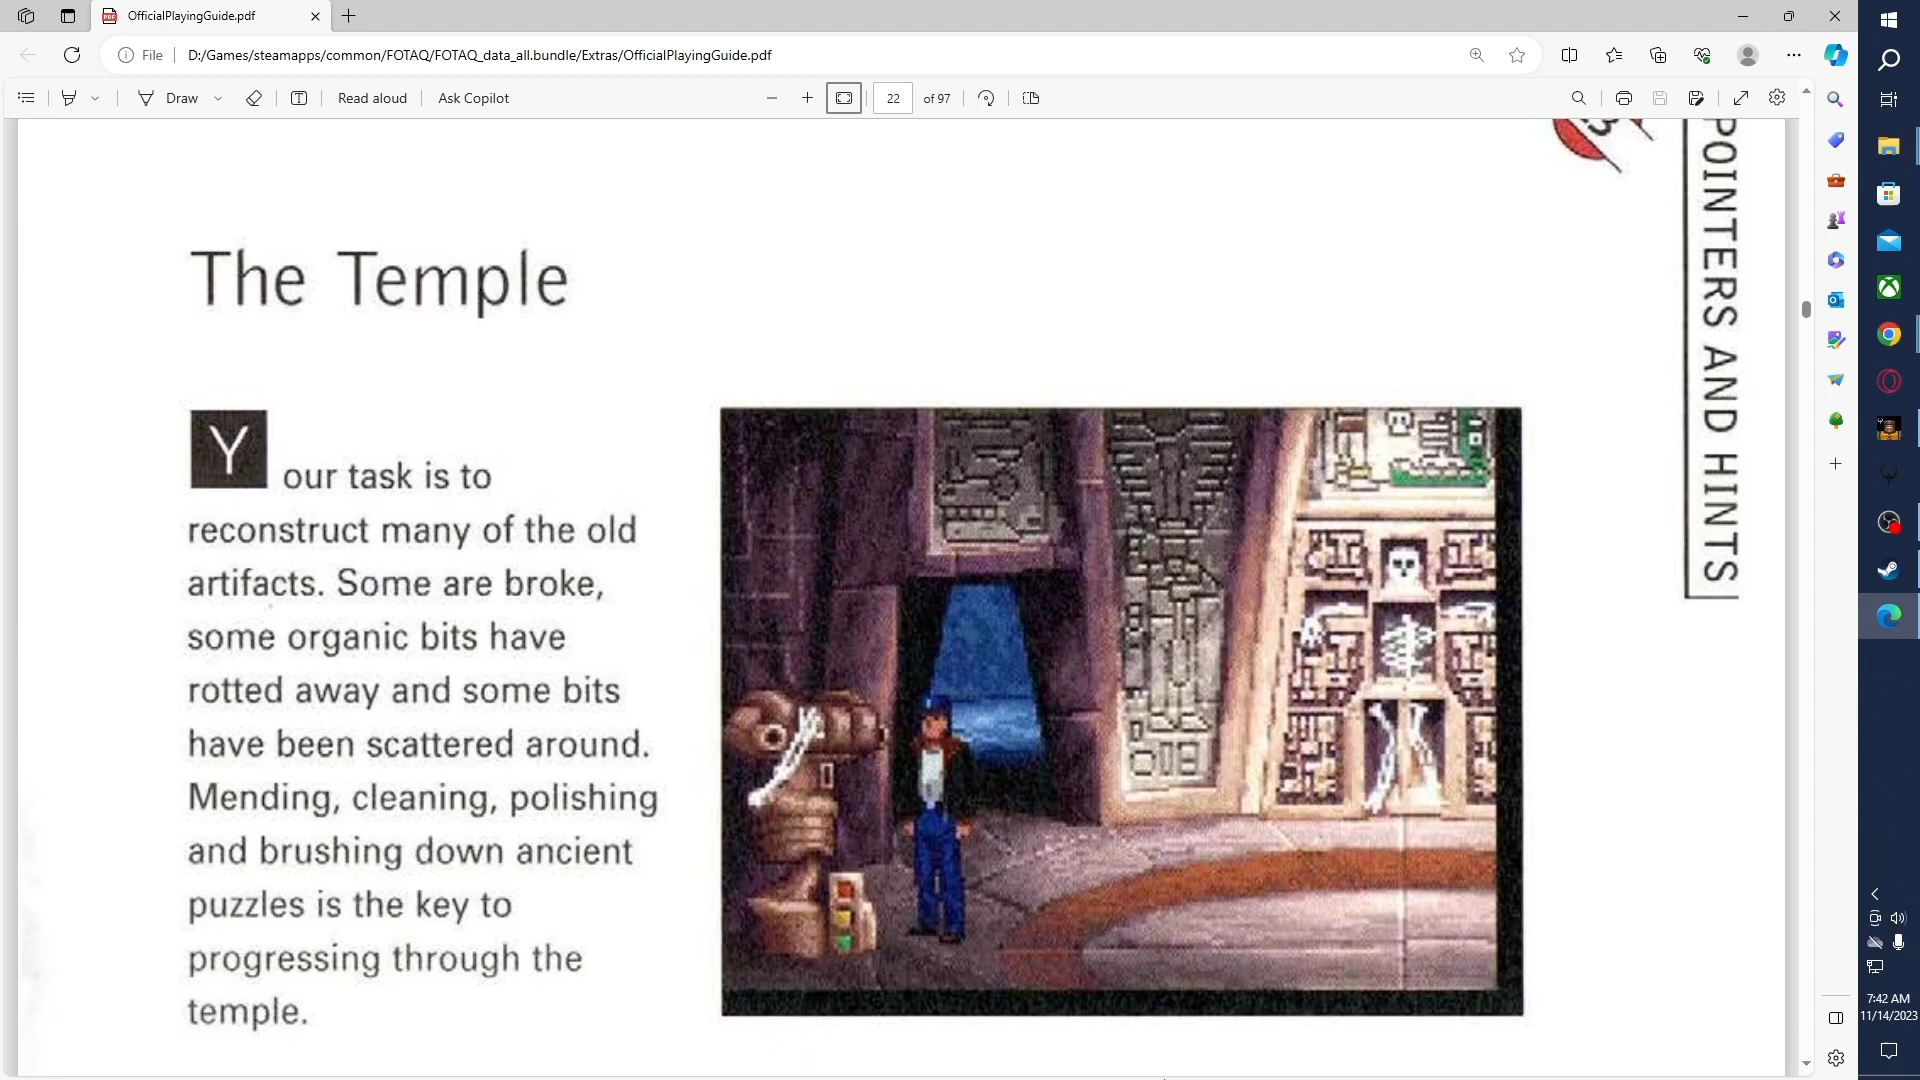 OfficialPlayingGuide.pdf
File
D:/Games/steamapps/common/FOTAQ/FOTAQ_data_all.bundle/Extras/OfficialPlayingGuide.pdf
Draw
Read aloud
Ask Copilot
22
of 97
POINTERS AND HINTS
The Temple
Your task is to
reconstruct many of the old
artifacts. Some are broke,
some organic bits have
rotted away and some bits
have been scattered around.
Mending, cleaning, polishing
and brushing down ancient
puzzles is the key to
progressing through the
temple.
7:42 AM
11/14/2023